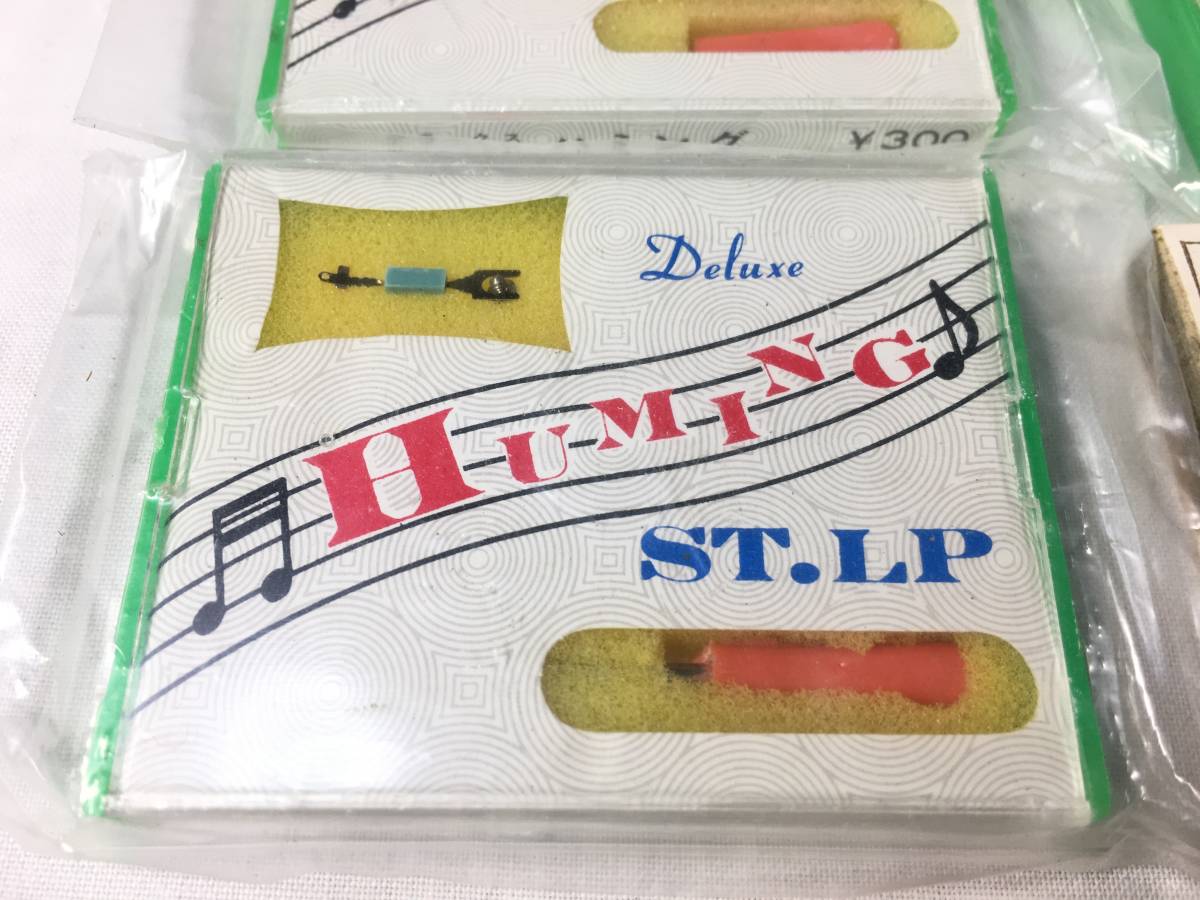 ¥300
Deluxe
HUMING
ST.LP